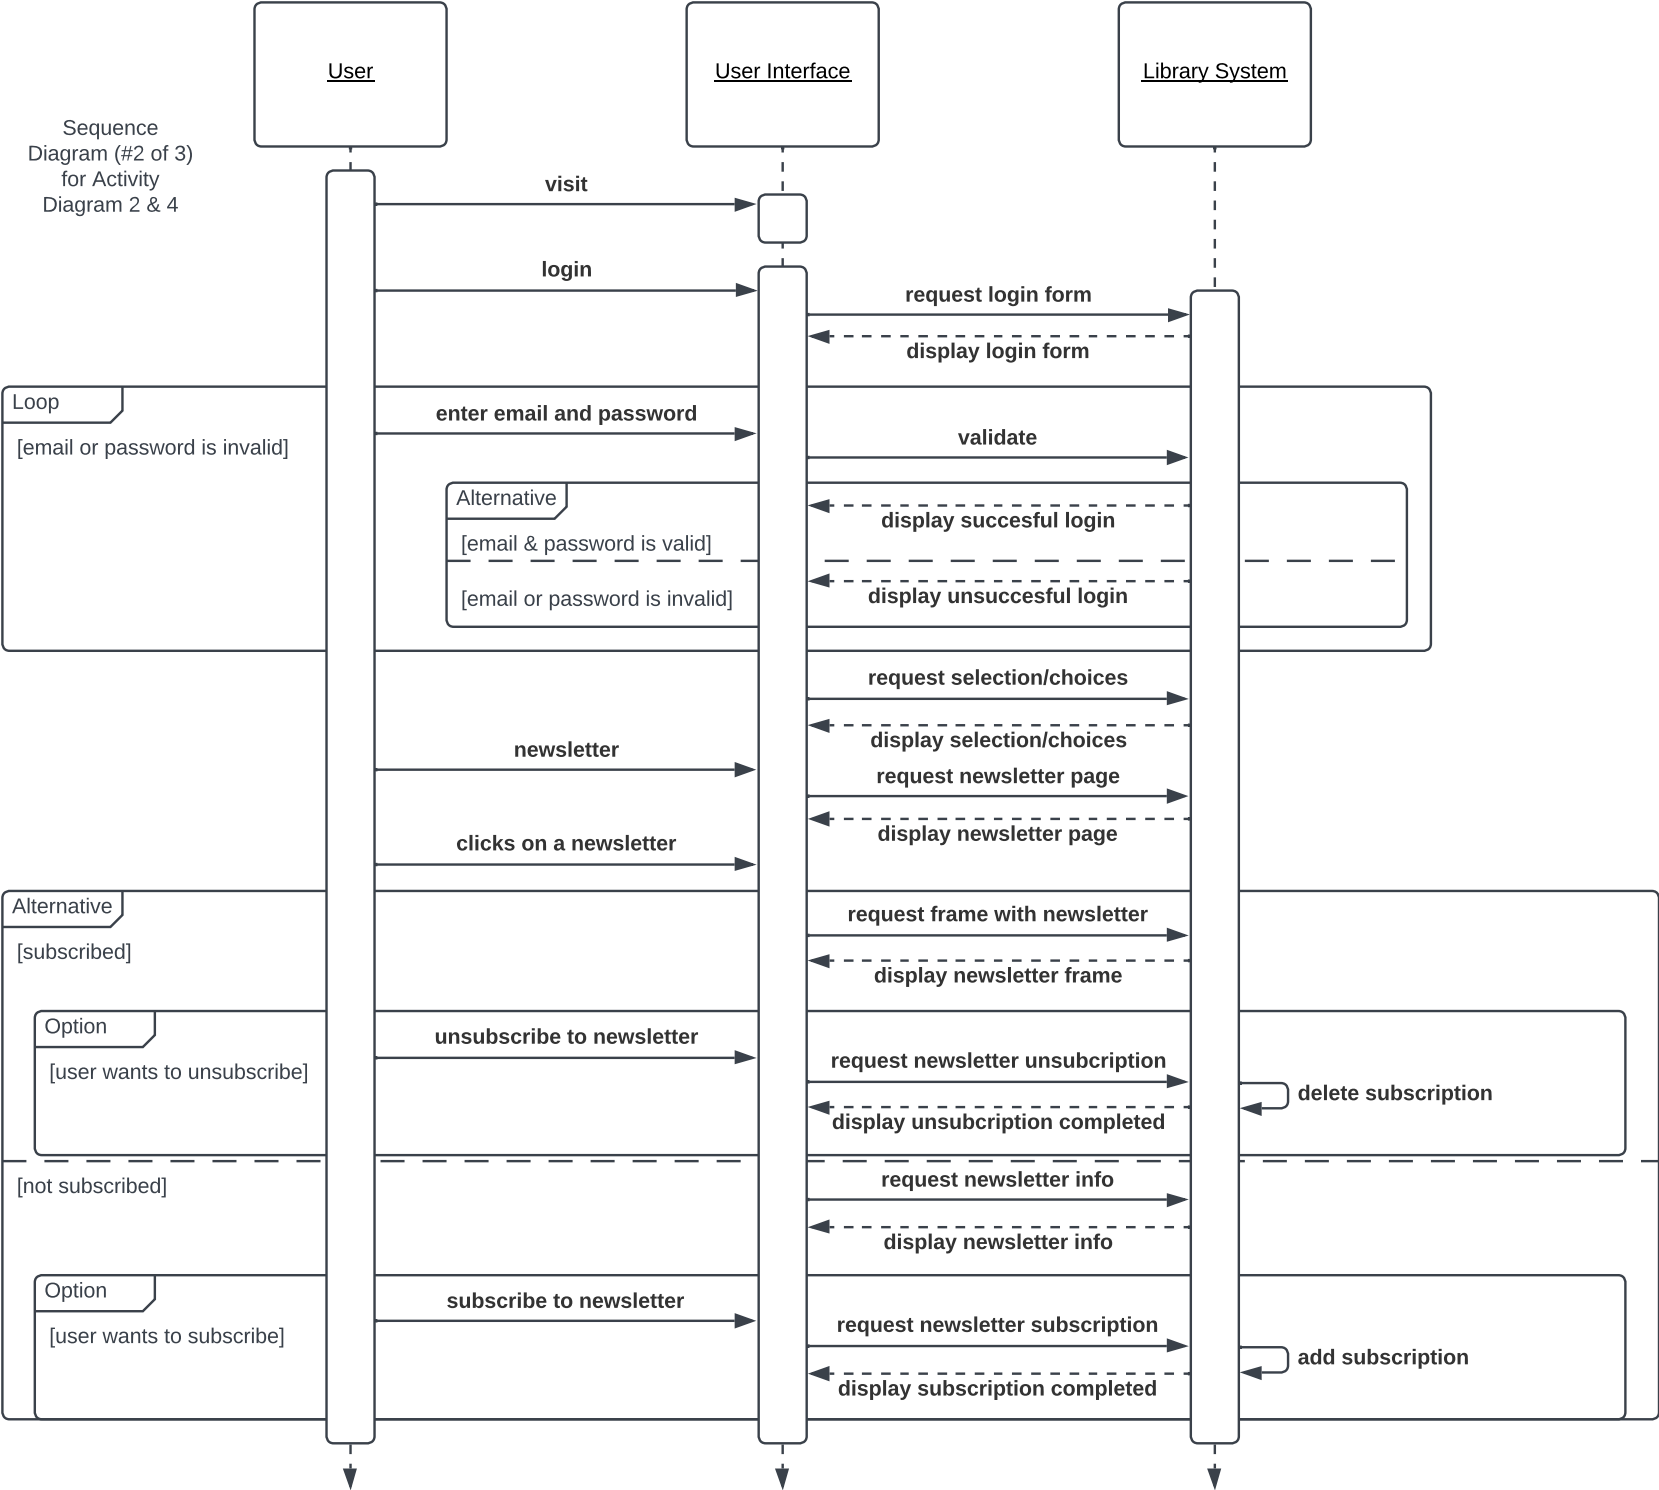 User
User Interface
Library System
Sequence
Diagram (#2 of 3)
for Activity
Diagram 2 & 4
visit
login
request login form
display login form
Loop
[email or password is invalid]
enter email and password
validate
Alternative
[email & password is valid]
display succesful login
[email or password is invalid]
display unsuccesful login
request selection/choices
display selection/choices
newsletter
request newsletter page
display newsletter page
clicks on a newsletter
Alternative
[subscribed]
request frame with newsletter
display newsletter frame
Option
[user wants to unsubscribe]
unsubscribe to newsletter
request newsletter unsubcription
delete subscription
display unsubcription completed
[not subscribed]
request newsletter info
display newsletter info
Option
[user wants to subscribe]
subscribe to newsletter
request newsletter subscription
add subscription
display subscription completed